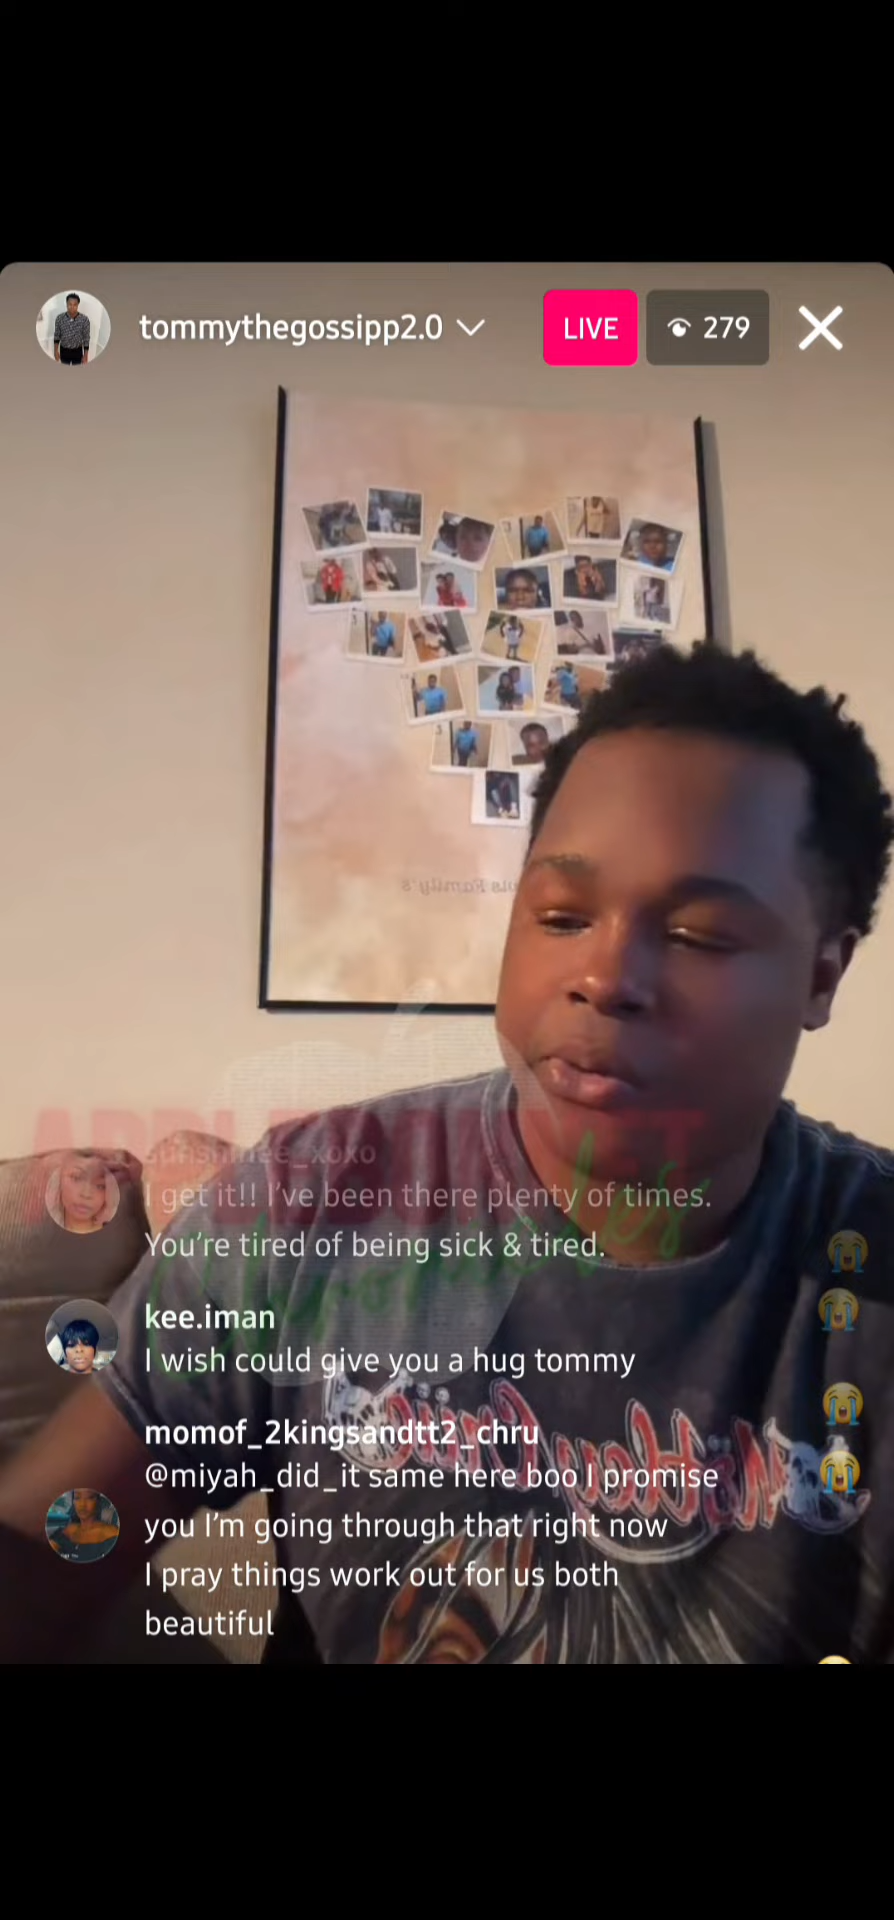 tommythegossipp2.0
LIVE
279
Family's
sunshinee_xoxo
I get it!! I’ve been there plenty of times.
You’re tired of being sick & tired.
kee.iman
I wish could give you a hug tommy
momof_2kingsandtt2_chru
@miyah_did_it same here boo I promise
you I’m going through that right now
I pray things work out for us both
beautiful